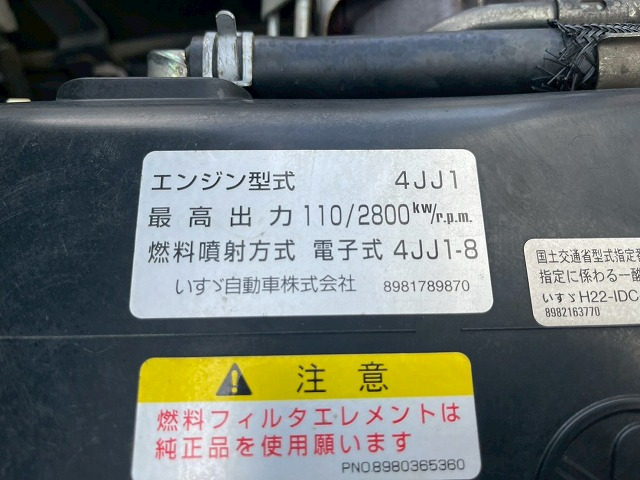 エンジン型式 4JJ1
最高出力 110/2800kw/r.p.m.
燃料噴射方式 電子式 4JJ1-8
いすゞ自動車株式会社 8981789870
国土交通省型式指定
指定に係わる一酸
いすゞH22-IDC
8982163770
注意
燃料フィルタエレメントは
純正品を使用願います
PNO8980365360